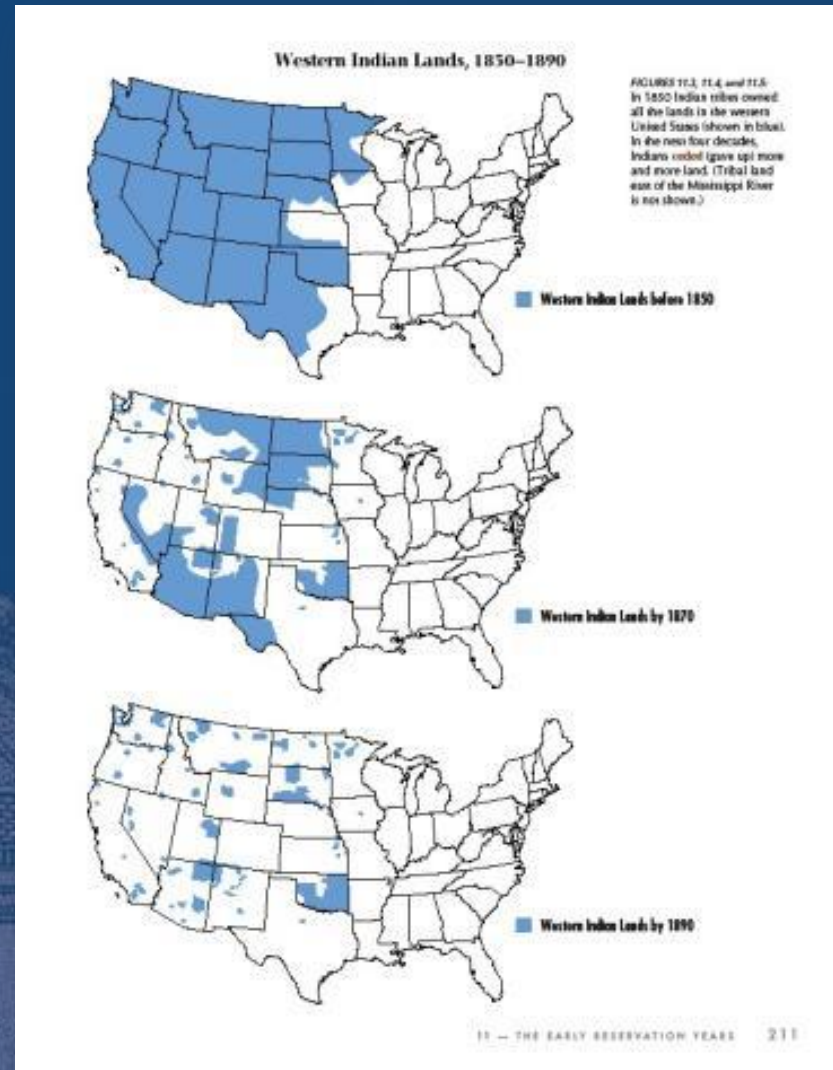 Western Indian Lands, 1850–1890
FIGURES 11.3, 11.4, and 11.5:
In 1850 Indian tribes owned
all the lands in the western
United States (shown in blue).
In the next four decades,
Indians ceded (gave up) more
and more land. (Tribal land
east of the Mississippi River
is not shown.)
Western Indian Lands before 1850
Western Indian Lands by 1870
Western Indian Lands by 1890
11 — THE EARLY RESERVATION YEARS 211